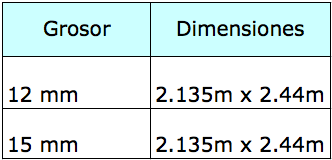 Grosor Dimensiones
12 mm 2.135m x 2.44m
15 mm 2.135m x 2.44m